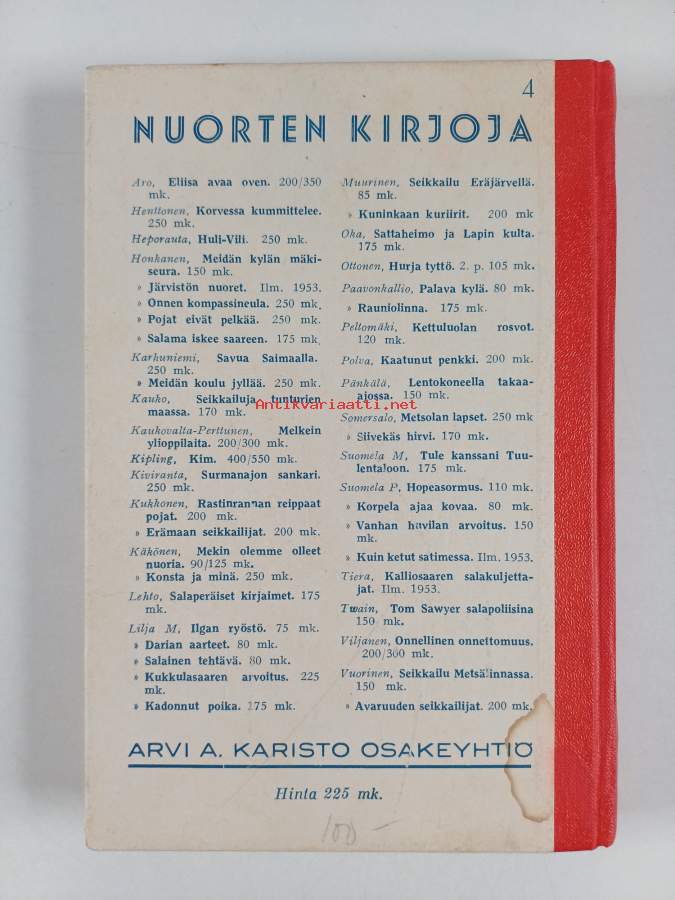 4
NUORTEN KIRJOJA
Aro, Eliisa avaa oven. 200/350
mk.
Henttonen, Korvessa kummittelee.
250 mk.
Heporauta, Huli-Vili. 250 mk.
Honkanen, Meidän kylän mäki-
seura. 150 mk.
» Järvistön nuoret. Ilm. 1953.
» Onnen kompassineula. 250 mk.
» Pojat eivät pelkää. 250 mk.
» Salama iskee saareen. 175 mk.
Karhuniemi, Savua Saimaalla.
250 mk.
» Meidän koulu jyllää. 250 mk.
Kauko, Seikkailuja tunturien
maassa. 170 mk.
Kaukovalta-Perttunen, Melkein
ylioppilaita. 200/300 mk.
Kipling, Kim. 400/550 mk.
Kiviranta, Surmanajon sankari.
250 mk.
Kukkonen, Rastinrannan reippaat
pojat. 200 mk.
» Erämaan seikkailijat. 200 mk.
Käkönen, Mekin olemme olleet
nuoria. 90/125 mk.
» Konsta ja minä. 250 mk.
Lehto, Salaperäiset kirjaimet. 175
mk.
Lilja M, Ilgan ryöstö. 75 mk.
» Darian aarteet. 80 mk.
» Salainen tehtävä. 80 mk.
» Kukkulasaaren arvoitus. 225
mk.
» Kadonnut poika. 175 mk.
Muurinen, Seikkailu Eräjärvellä.
85 mk.
» Kuninkaan kuriirit. 200 mk
Oha, Sattaheimo ja Lapin kulta.
175 mk.
Ottonen, Hurja tyttö. 2. p. 105 mk.
Paavonkallio, Palava kylä. 80 mk.
» Rauniolinna. 175 mk.
Peltomäki, Kettuluolan rosvot.
120 mk.
Polva, Kaatunut penkki. 200 mk.
Pänkälä, Lentokoneella takaa-
ajossa. 150 mk.
Somersalo, Metsolan lapset. 250 mk
» Siivekäs hirvi. 170 mk.
Suomela M, Tule kanssani Tuu-
lentaloon. 175 mk.
Suomela P, Hopeasormus. 110 mk.
» Korpela ajaa kovaa. 80 mk.
» Vanhan huvilan arvoitus. 150
mk.
» Kuin ketut satimessa. Ilm. 1953.
Tiera, Kalliosaaren salakuljetta-
jat. Ilm. 1953.
Twain, Tom Sawyer salapoliisina
150 mk.
Viljanen, Onnellinen onnettomuus.
200/300 mk.
Vuorinen, Seikkailu Metsälinnassa.
150 mk.
» Avaruuden seikkailijat. 200 mk.
Antikvariaatti.net
ARVI A. KARISTO OSAKEYHTIÖ
Hinta 225 mk.
100 –